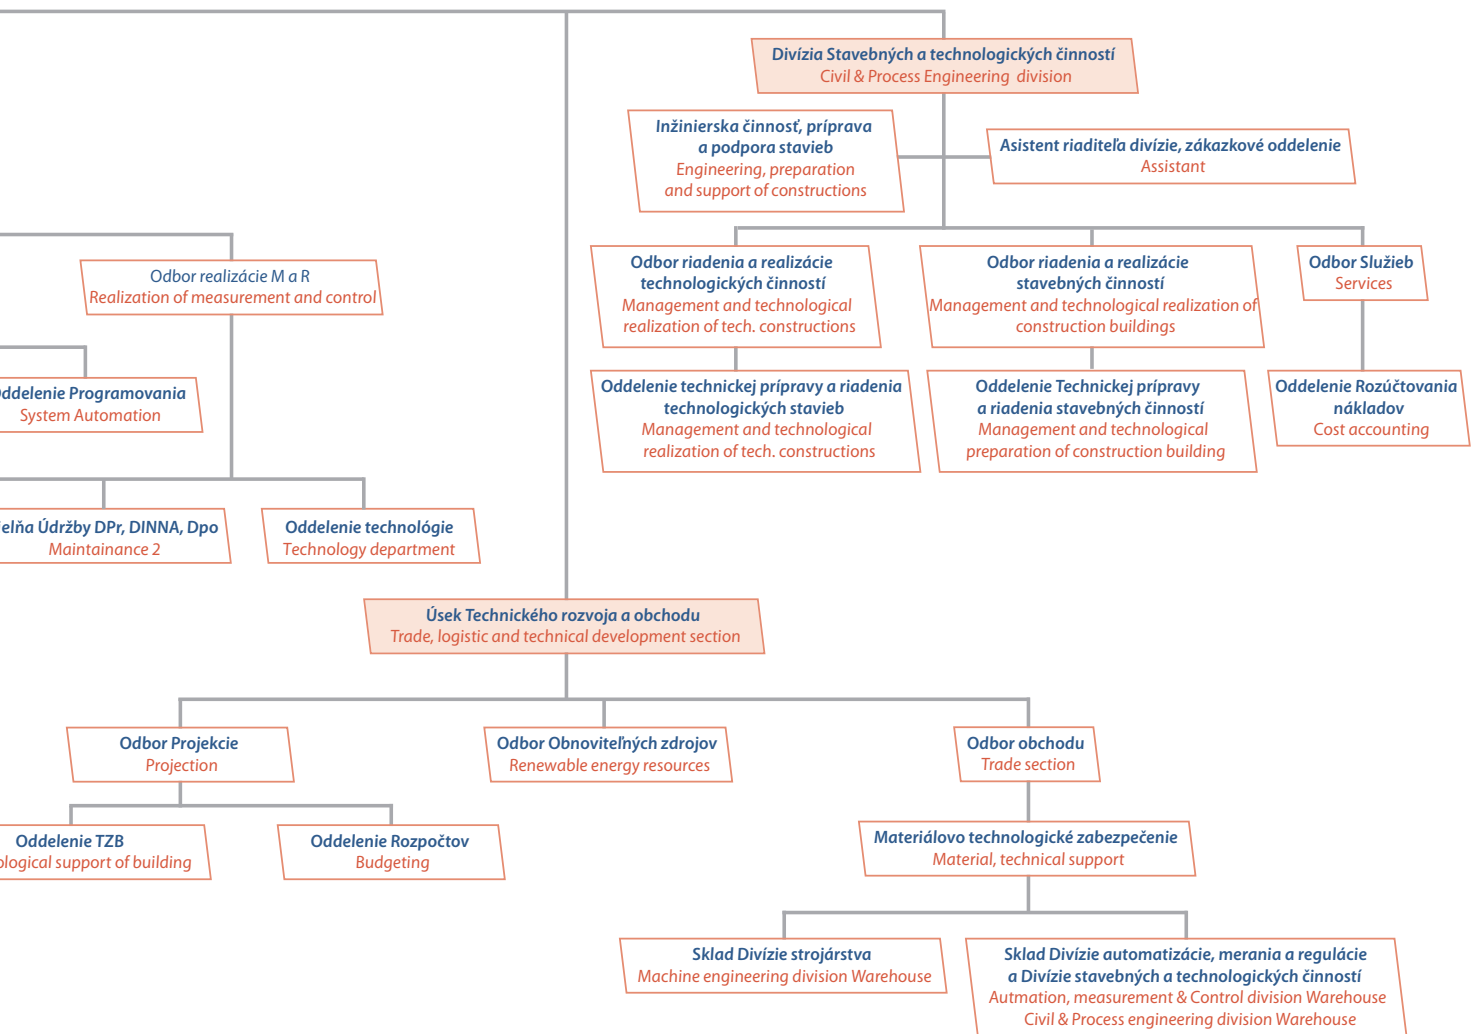 Divízia Stavebných a technologických činností
Civil & Process Engineering division
Inžinierska činnosť, príprava
a podpora stavieb
Engineering, preparation
and support of constructions
Asistent riaditeľa divízie, zákazkové oddelenie
Assistant
Odbor realizácie M a R
Realization of measurement and control
Odbor riadenia a realizácie
technologických činností
Management and technological
realization of tech. constructions
Odbor riadenia a realizácie
stavebných činností
Management and technological realization of
construction buildings
Odbor Služieb
Services
Programovania
System Automation
Oddelenie technickej prípravy a riadenia
technologických stavieb
Management and technological
realization of tech. constructions
Oddelenie Technickej prípravy
a riadenia stavebných činností
Management and technological
preparation of construction building
Oddelenie Rozúčtovania
nákladov
Cost accounting
Údržby DPr, DINNA, Dpo
Maintainance 2
Oddelenie technológie
Technology department
Úsek Technického rozvoja a obchodu
Trade, logistic and technical development section
Odbor Projekcie
Projection
Odbor Obnoviteľných zdrojov
Renewable energy resources
Odbor obchodu
Trade section
Oddelenie TZB
support of building
Oddelenie Rozpočtov
Budgeting
Materiálovo technologické zabezpečenie
Material, technical support
Sklad Divízie strojárstva
Machine engineering division Warehouse
Sklad Divízie automatizácie, merania a regulácie
a Divízie stavebných a technologických činností
Autmation, measurement & Control division Warehouse
Civil & Process engineering division Warehouse